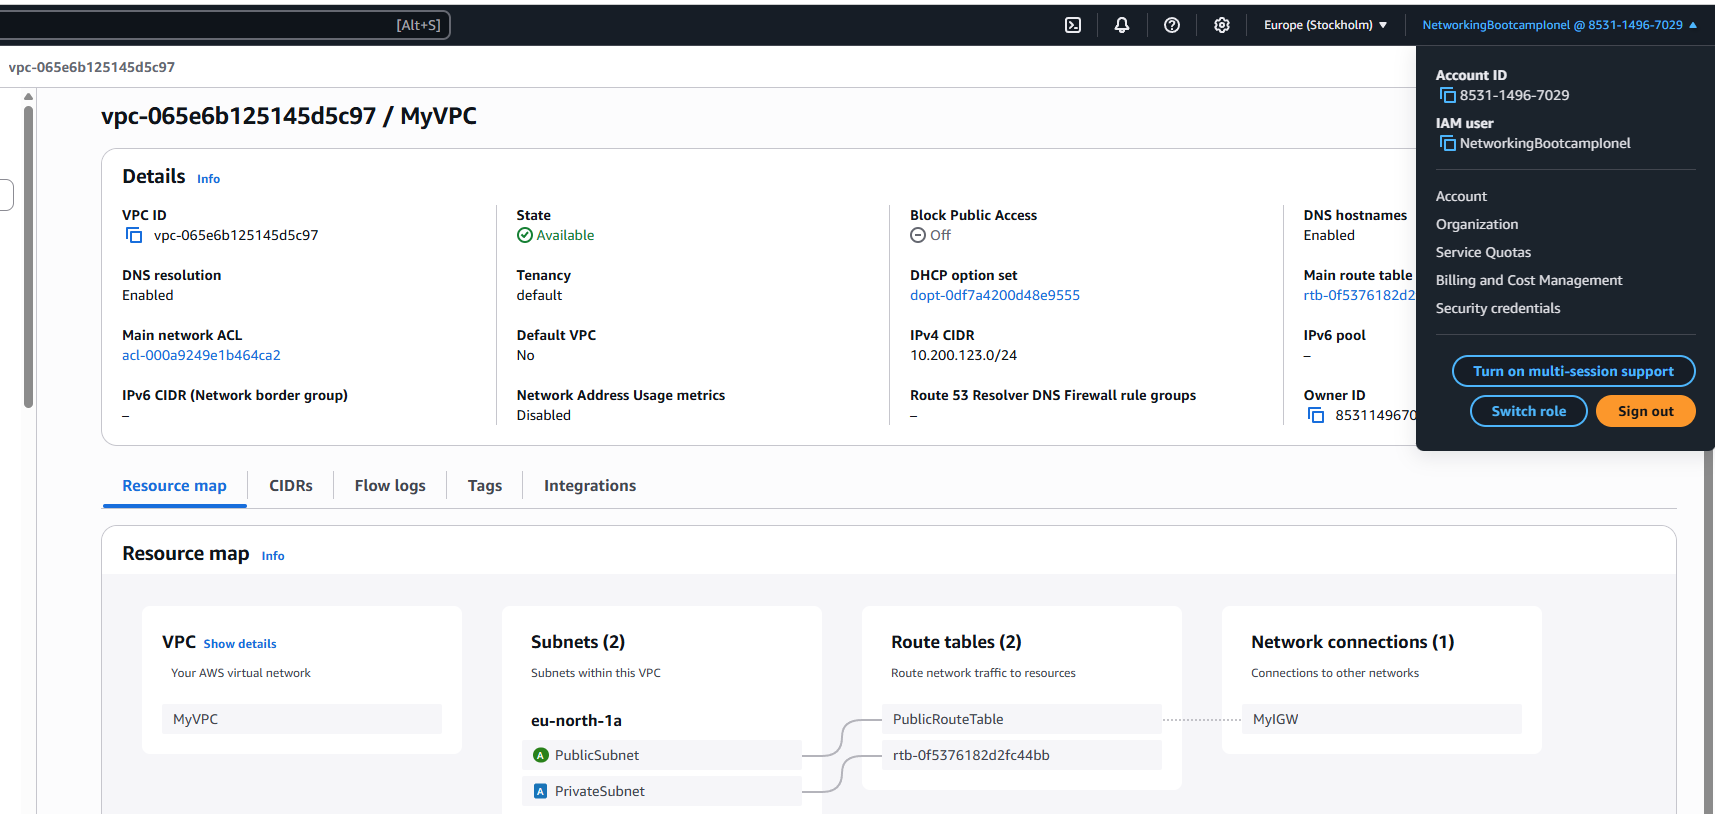 [Alt+S]
Europe (Stockholm)
NetworkingBootcampIonel @ 8531-1496-7029
vpc-065e6b125145d5c97
Account ID
8531-1496-7029
IAM user
NetworkingBootcampIonel
Account
Organization
Service Quotas
Billing and Cost Management
Security credentials
Turn on multi-session support
Switch role
Sign out
vpc-065e6b125145d5c97 / MyVPC
Details Info
VPC ID
vpc-065e6b125145d5c97
State
Available
Block Public Access
Off
DNS hostnames
Enabled
DNS resolution
Enabled
Tenancy
default
DHCP option set
dopt-0df7a4200d48e9555
Main route table
rtb-0f5376182d2
Main network ACL
acl-000a9249e1b464ca2
Default VPC
No
IPv4 CIDR
10.200.123.0/24
IPv6 pool
–
IPv6 CIDR (Network border group)
–
Network Address Usage metrics
Disabled
Route 53 Resolver DNS Firewall rule groups
–
Owner ID
8531149670
Resource map
CIDRs
Flow logs
Tags
Integrations
Resource map Info
VPC Show details
Your AWS virtual network
MyVPC
Subnets (2)
Subnets within this VPC
eu-north-1a
A PublicSubnet
A PrivateSubnet
Route tables (2)
Route network traffic to resources
PublicRouteTable
rtb-0f5376182d2fc44bb
Network connections (1)
Connections to other networks
MyIGW